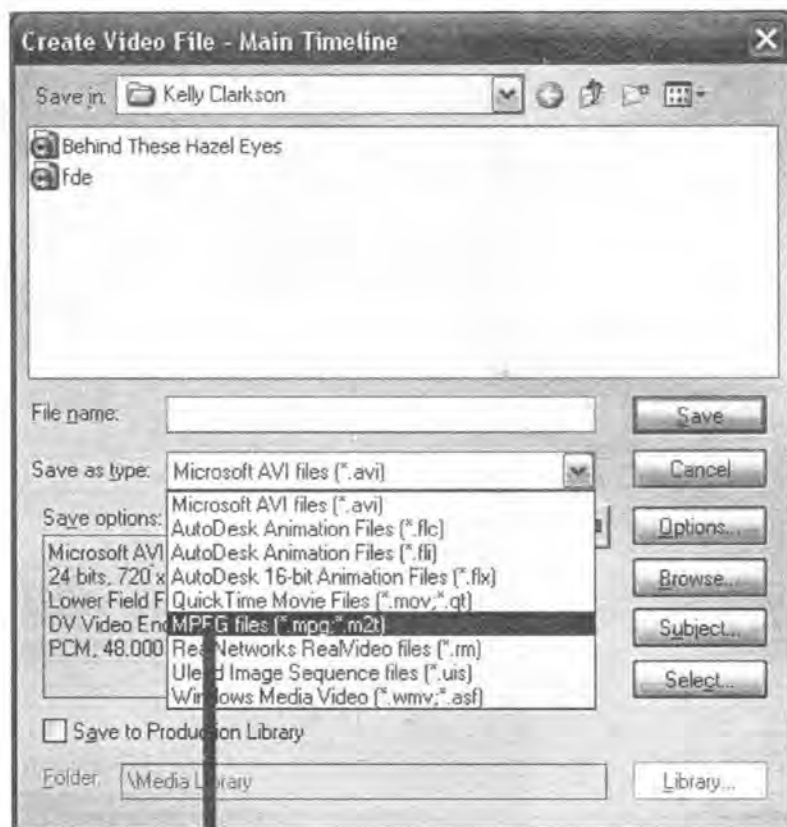 Create Video File - Main Timeline
Save in: Kelly Clarkson
Behind These Hazel Eyes
fde
File name:
Save
Save as type: Microsoft AVI files (*.avi)
Cancel
Microsoft AVI files (*.avi)
AutoDesk Animation Files (*.flc)
AutoDesk Animation Files (*.fli)
AutoDesk 16-bit Animation Files (*.flx)
QuickTime Movie Files (*.mov;*.qt)
MPEG files (*.mpg;*.m2t)
RealNetworks RealVideo files (*.rm)
Ulead Image Sequence files (*.uis)
Windows Media Video (*.wmv;*.asf)
Save options:
Microsoft AVI
24 bits, 720 x
Lower Field F
DV Video Enc
PCM, 48.000
Options...
Browse...
Subject...
Select...
Save to Production Library
Folder: \Media Library
Library...